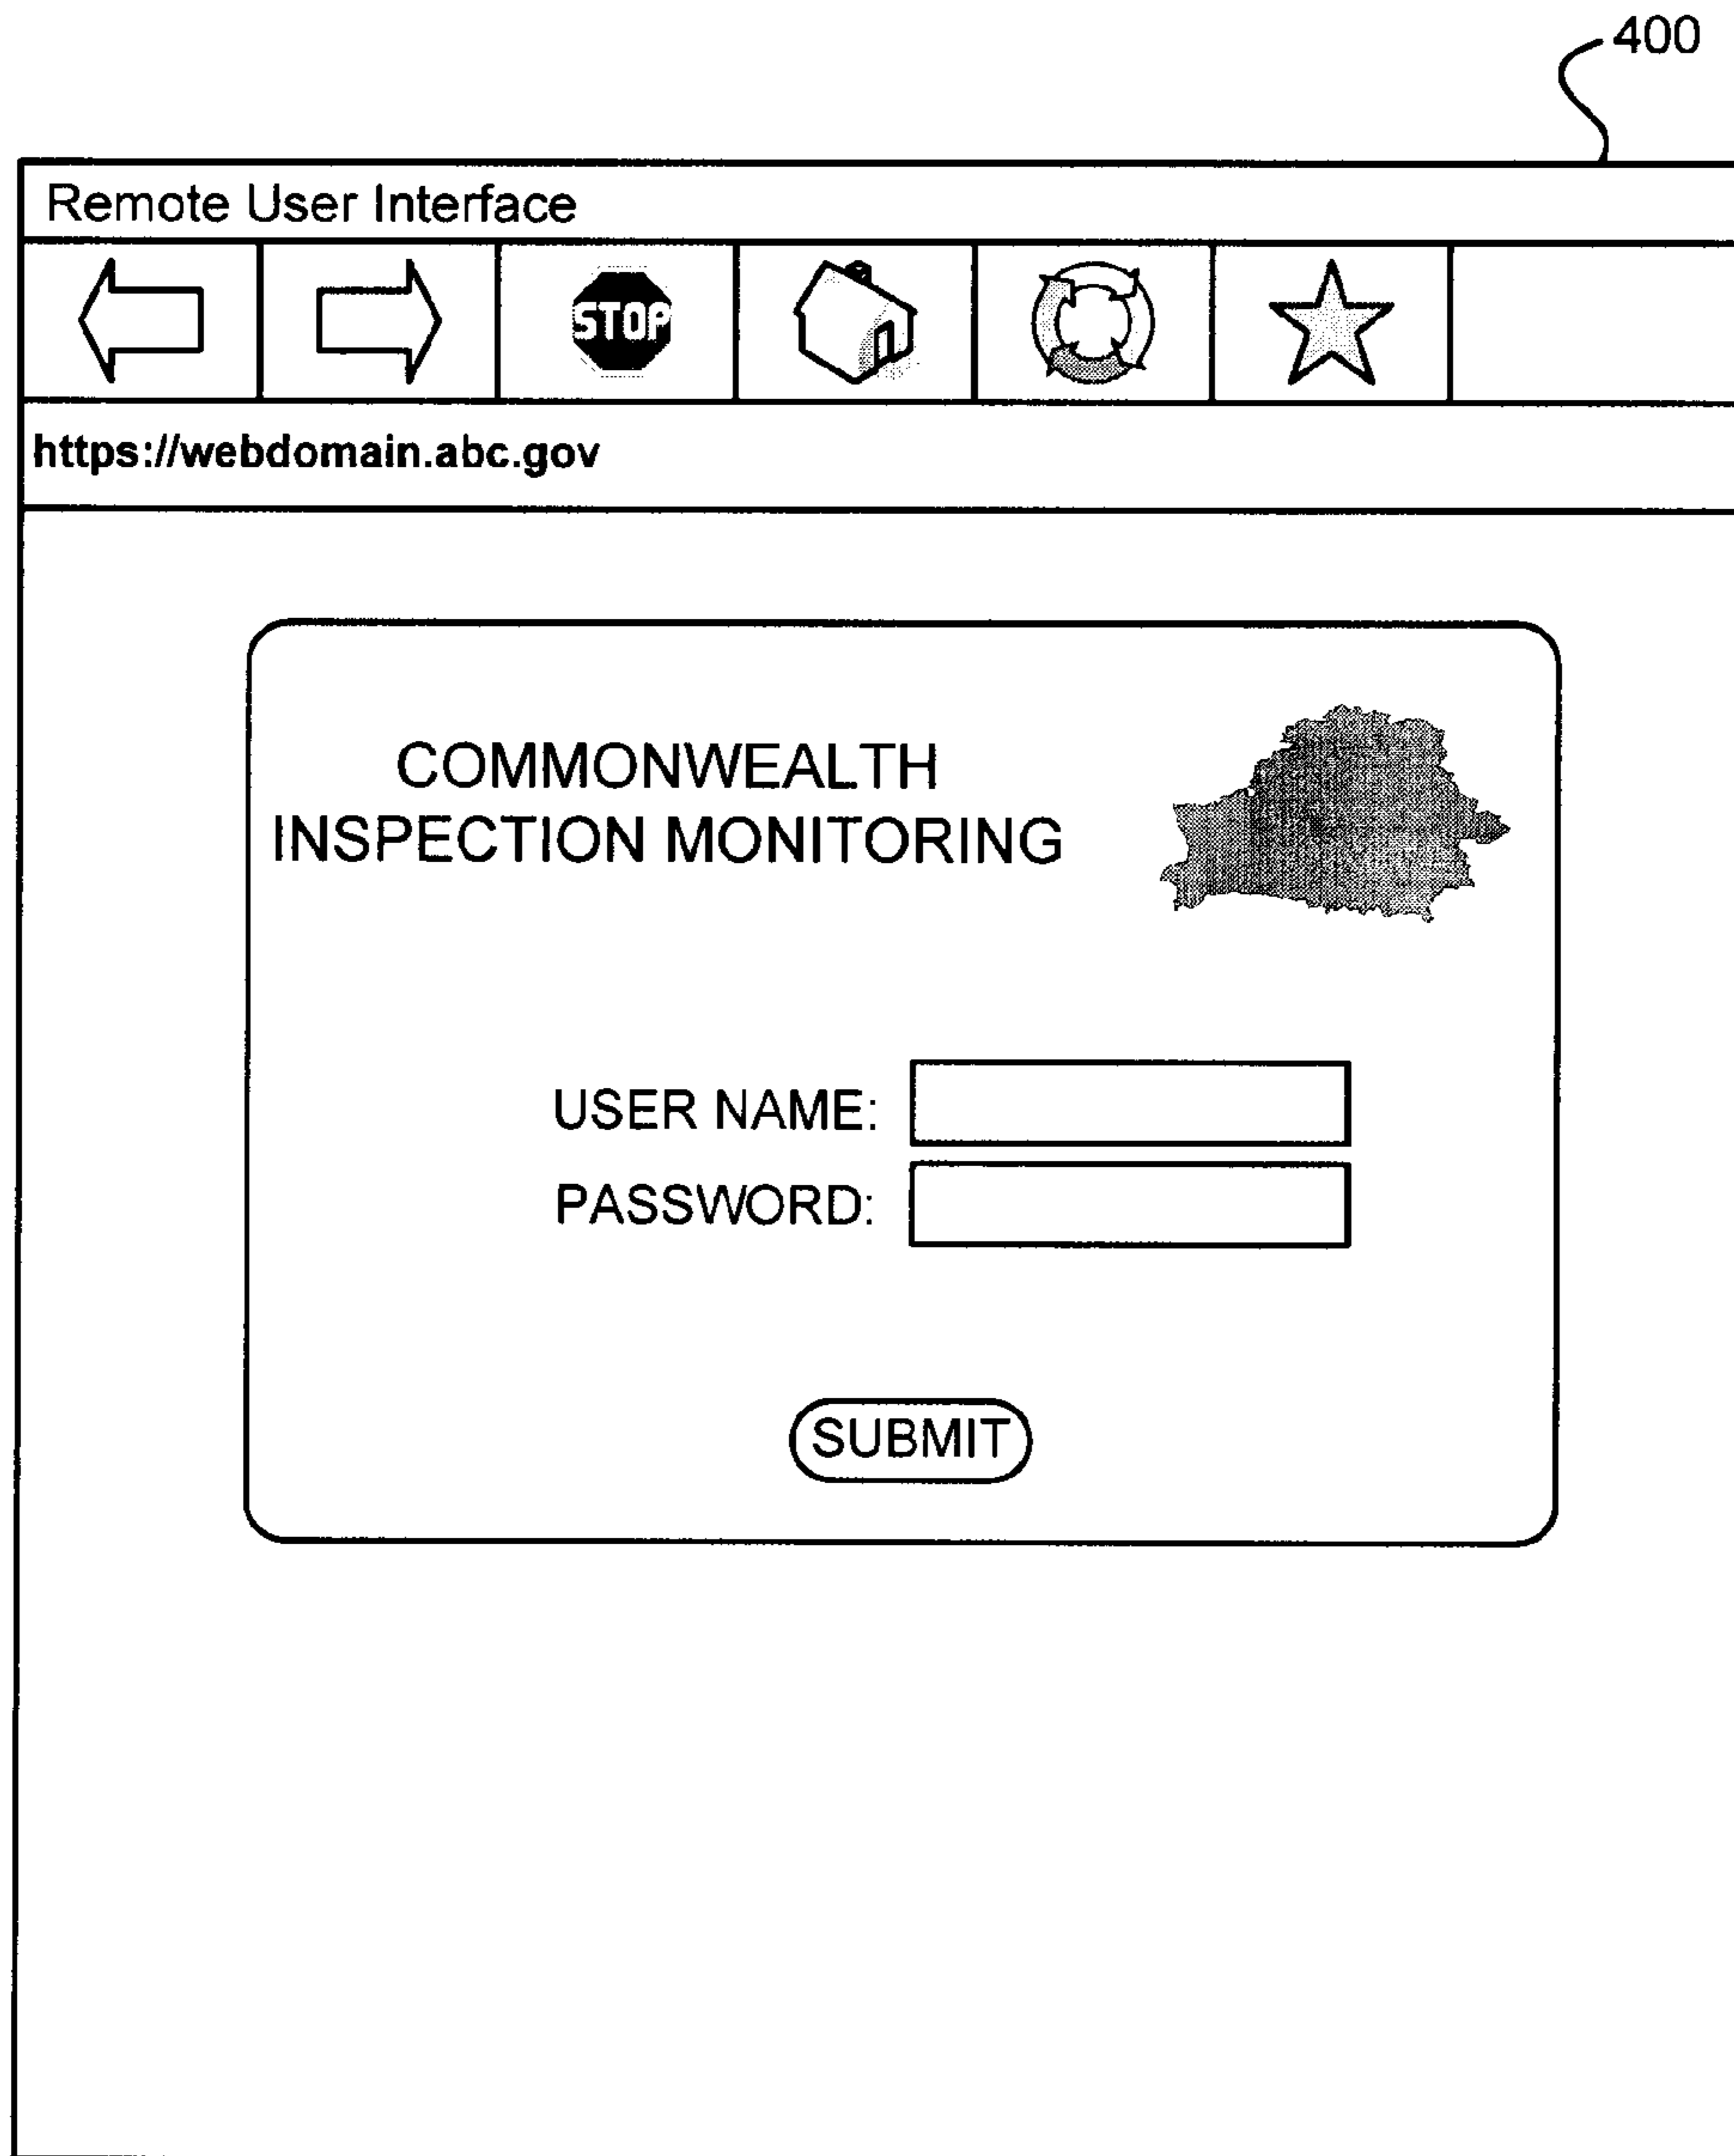 400
Remote User Interface
STOP
https://webdomain.abc.gov
COMMONWEALTH
INSPECTION MONITORING
USER NAME:
PASSWORD:
SUBMIT